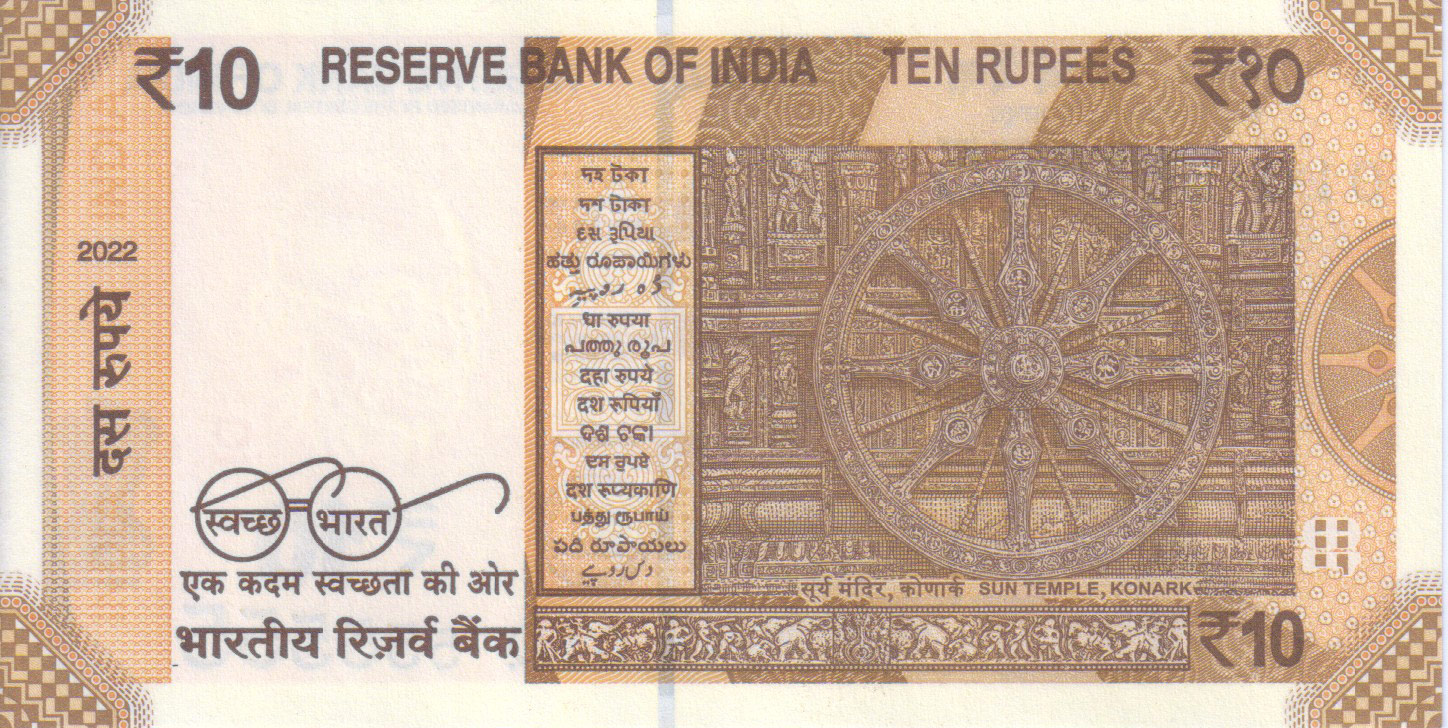 ₹10 RESERVE BANK OF INDIA TEN RUPEES ₹१०
2022
दस रुपये
দহ টকা
দশ টাকা
દસ રૂપિયા
ಹತ್ತು ರೂಪಾಯಿಗಳು
धा रुपया
പത്തു രൂപ
दहा रुपये
दश रुपियाँ
ଦଶ ଟଙ୍କା
ਦਸ ਰੁਪਏ
दश रूप्यकाणि
பத்து ரூபாய்
పది రూపాయలు
دس روپیے
स्वच्छ भारत
एक कदम स्वच्छता की ओर
भारतीय रिज़र्व बैंक
सूर्य मंदिर, कोणार्क SUN TEMPLE, KONARK
₹10